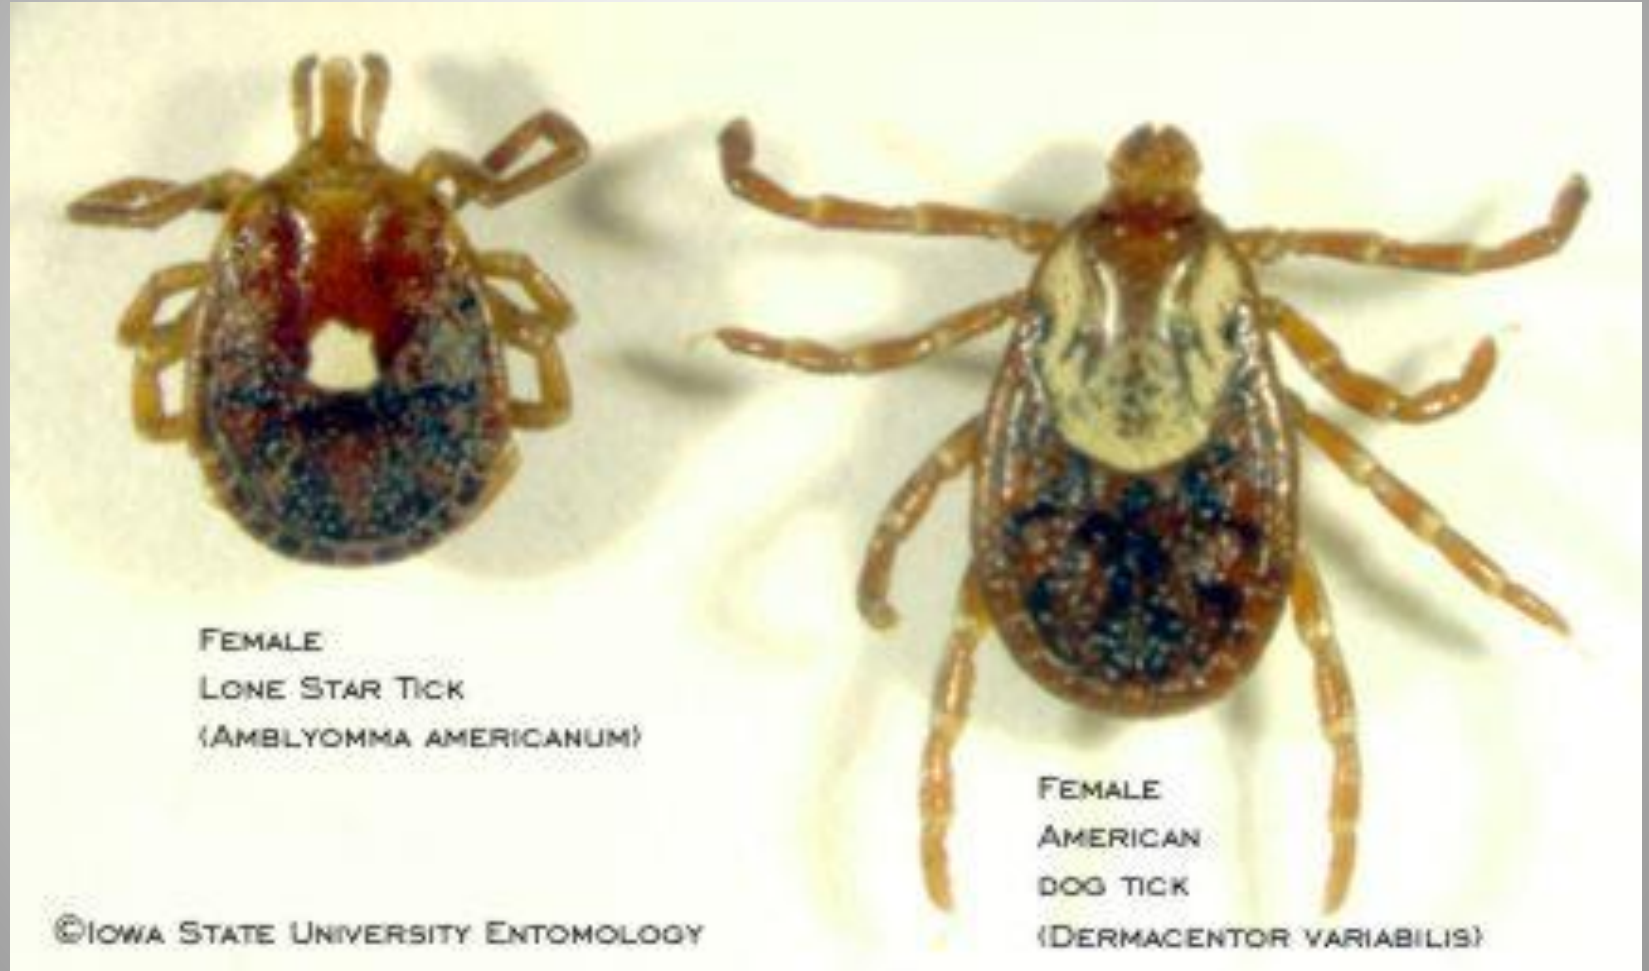 FEMALE
LONE STAR TICK
(AMBLYOMMA AMERICANUM)
FEMALE
AMERICAN
DOG TICK
(DERMACENTOR VARIABILIS)
©IOWA STATE UNIVERSITY ENTOMOLOGY